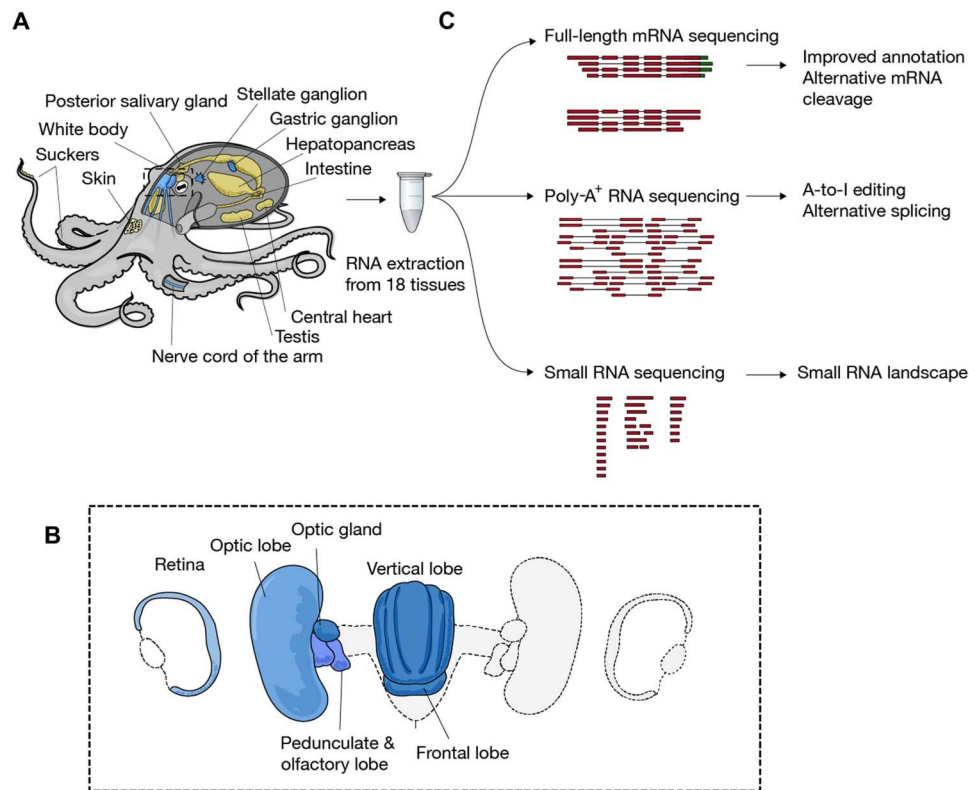 A
Posterior salivary gland
White body
Suckers
Skin
Stellate ganglion
Gastric ganglion
Hepatopancreas
Intestine
RNA extraction
from 18 tissues
Central heart
Testis
Nerve cord of the arm
C
Full-length mRNA sequencing
Improved annotation
Alternative mRNA
cleavage
Poly-A⁺ RNA sequencing
A-to-I editing
Alternative splicing
Small RNA sequencing
Small RNA landscape
B
Retina
Optic lobe
Optic gland
Vertical lobe
Pedunculate &
olfactory lobe
Frontal lobe